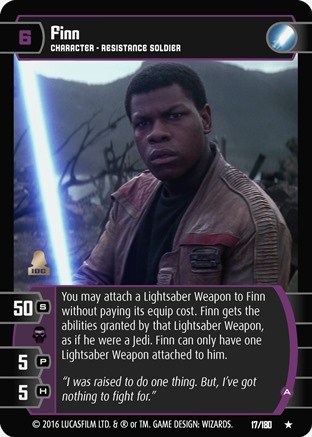 6
Finn
CHARACTER - RESISTANCE SOLDIER
IDC
50 S
5 P
5 H
You may attach a Lightsaber Weapon to Finn
without paying its equip cost. Finn gets the
abilities granted by that Lightsaber Weapon,
as if he were a Jedi. Finn can only have one
Lightsaber Weapon attached to him.
“I was raised to do one thing. But, I’ve got
nothing to fight for.”
A
© 2016 LUCASFILM LTD. & ® or TM. GAME DESIGN: WIZARDS. 17/180